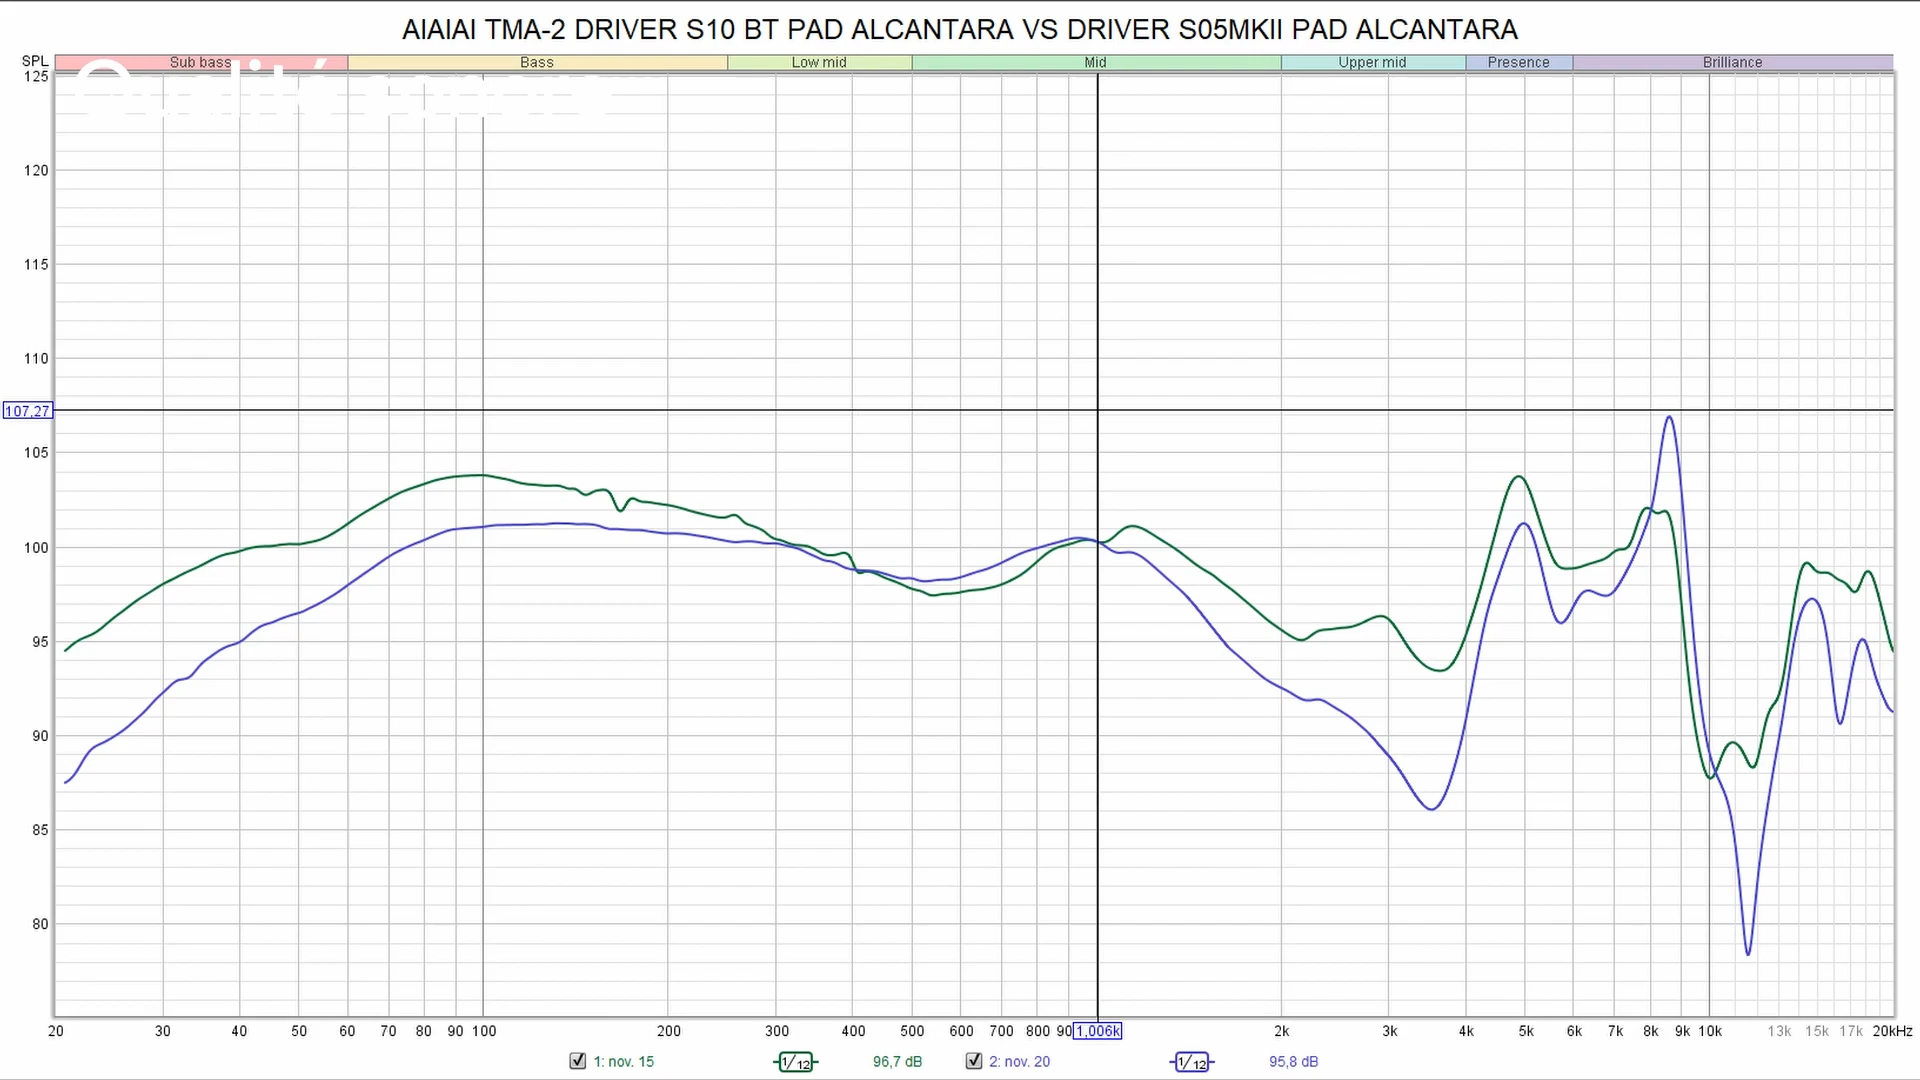 AIAIAI TMA-2 DRIVER S10 BT PAD ALCANTARA VS DRIVER S05MKII PAD ALCANTARA
SPL Sub bass Bass Low mid Mid Upper mid Presence Brilliance
Qualité sonore
125
120
115
110
107,27
105
100
95
90
85
80
20 30 40 50 60 70 80 90 100 200 300 400 500 600 700 800 90 1,006k 2k 3k 4k 5k 6k 7k 8k 9k 10k 13k 15k 17k 20kHz
1: nov. 15 1/12 96,7 dB 2: nov. 20 1/12 95,8 dB